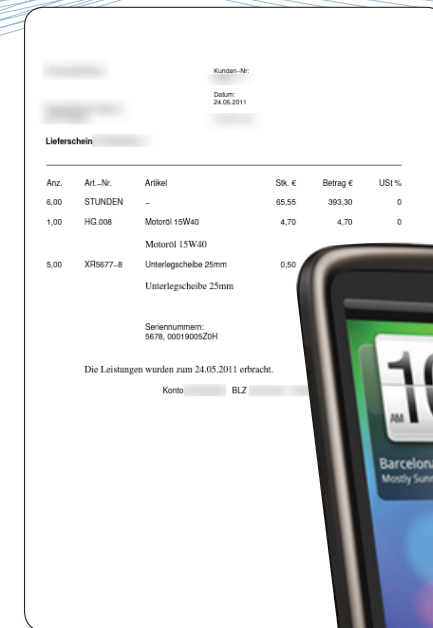 Kunden–Nr:
Datum:
24.05.2011
Lieferschein
Anz. Art.–Nr. Artikel Stk. € Betrag € USt %
6,00 STUNDEN – 65,55 393,30 0
1,00 HG.008 Motoröl 15W40 4,70 4,70 0
Motoröl 15W40
5,00 XR5677–8 Unterlegscheibe 25mm 0,50
Unterlegscheibe 25mm
Seriennummern:
5678, 00019005Z0H
Die Leistungen wurden zum 24.05.2011 erbracht.
Konto BLZ
10
AM
Barcelona
Mostly Sunn